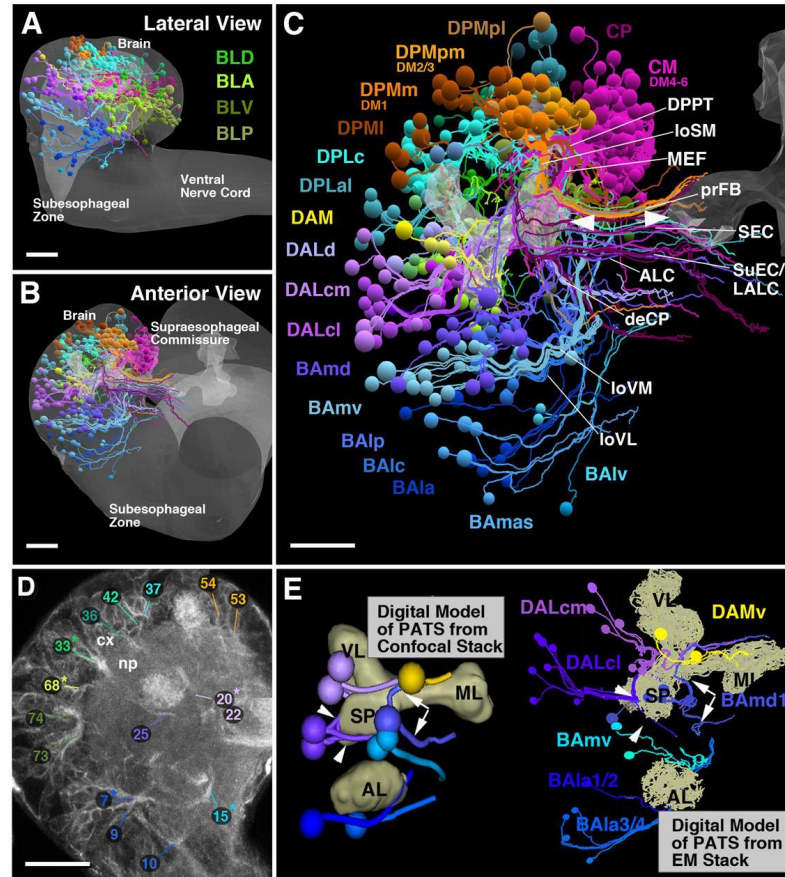 A
Lateral View
Brain
BLD
BLA
BLV
BLP
Ventral
Nerve Cord
Subesophageal
Zone
B
Anterior View
Brain
Supraesophageal
Commissure
Subesophageal
Zone
C
DPMpl
DPMpm
DM2/3
DPMm
DM1
DPMl
DPLc
DPLal
DAM
DALd
DALcm
DALcl
BAmd
BAmv
BAlp
BAlc
BAla
BAmas
BAlv
CP
CM
DM4-6
DPPT
loSM
MEF
prFB
SEC
ALC
SuEC/
LALC
deCP
loVM
loVL
D
37
42
36
cx
33*
np
68*
74
73
7*
9
10
54
53
20*
22
25
15*
E
Digital Model
of PATS from
Confocal Stack
VL
ML
SP
AL
DALcm
VL
DAMv
DALcl
ML
SP
BAmd1
BAmv
BAla1/2
AL
BAla3/4
Digital Model
of PATS from
EM Stack